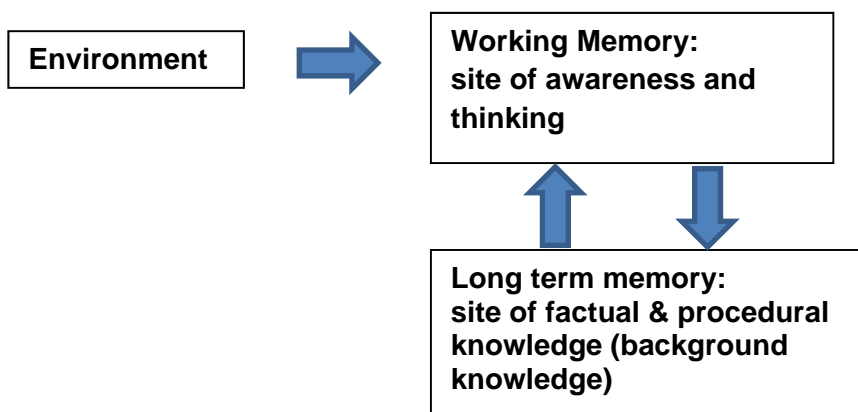 Environment
Working Memory:
site of awareness and
thinking
Long term memory:
site of factual & procedural
knowledge (background
knowledge)